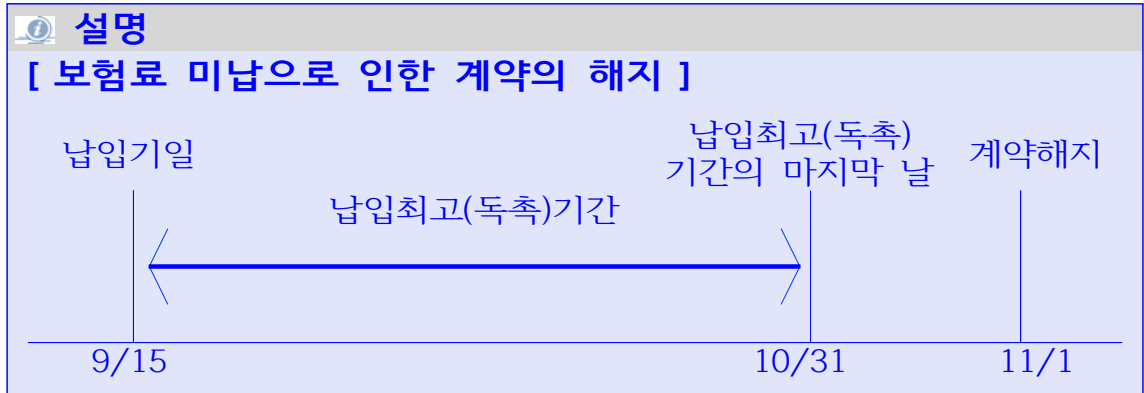 설명
[ 보험료 미납으로 인한 계약의 해지 ]
납입기일
납입최고(독촉)
기간의 마지막 날
계약해지
납입최고(독촉)기간
9/15
10/31
11/1